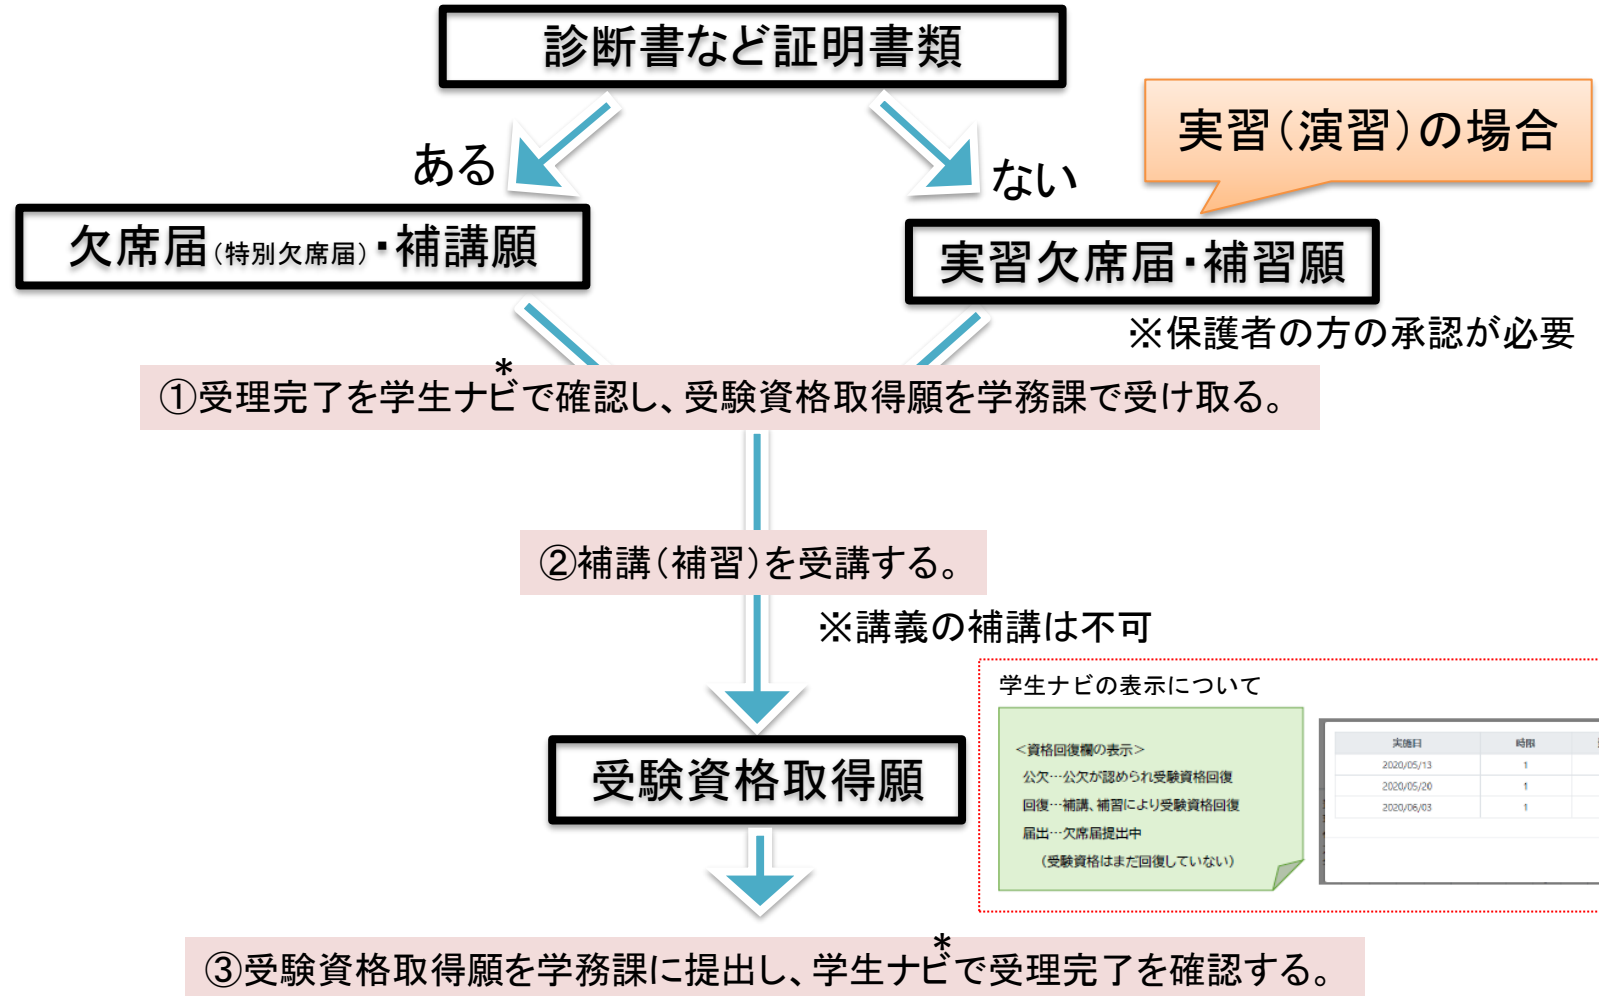 診断書など証明書類
実習（演習）の場合
ある
ない
欠席届（特別欠席届）・補講願
実習欠席届・補習願
※保護者の方の承認が必要
*
①受理完了を学生ナビで確認し、受験資格取得願を学務課で受け取る。
②補講（補習）を受講する。
※講義の補講は不可
学生ナビの表示について
＜資格回復欄の表示＞
公欠…公欠が認められ受験資格回復
回復…補講、補習により受験資格回復
届出…欠席届提出中
（受験資格はまだ回復していない）
実施日 時限
2020/05/13 1
2020/05/20 1
2020/06/03 1
受験資格取得願
*
③受験資格取得願を学務課に提出し、学生ナビで受理完了を確認する。